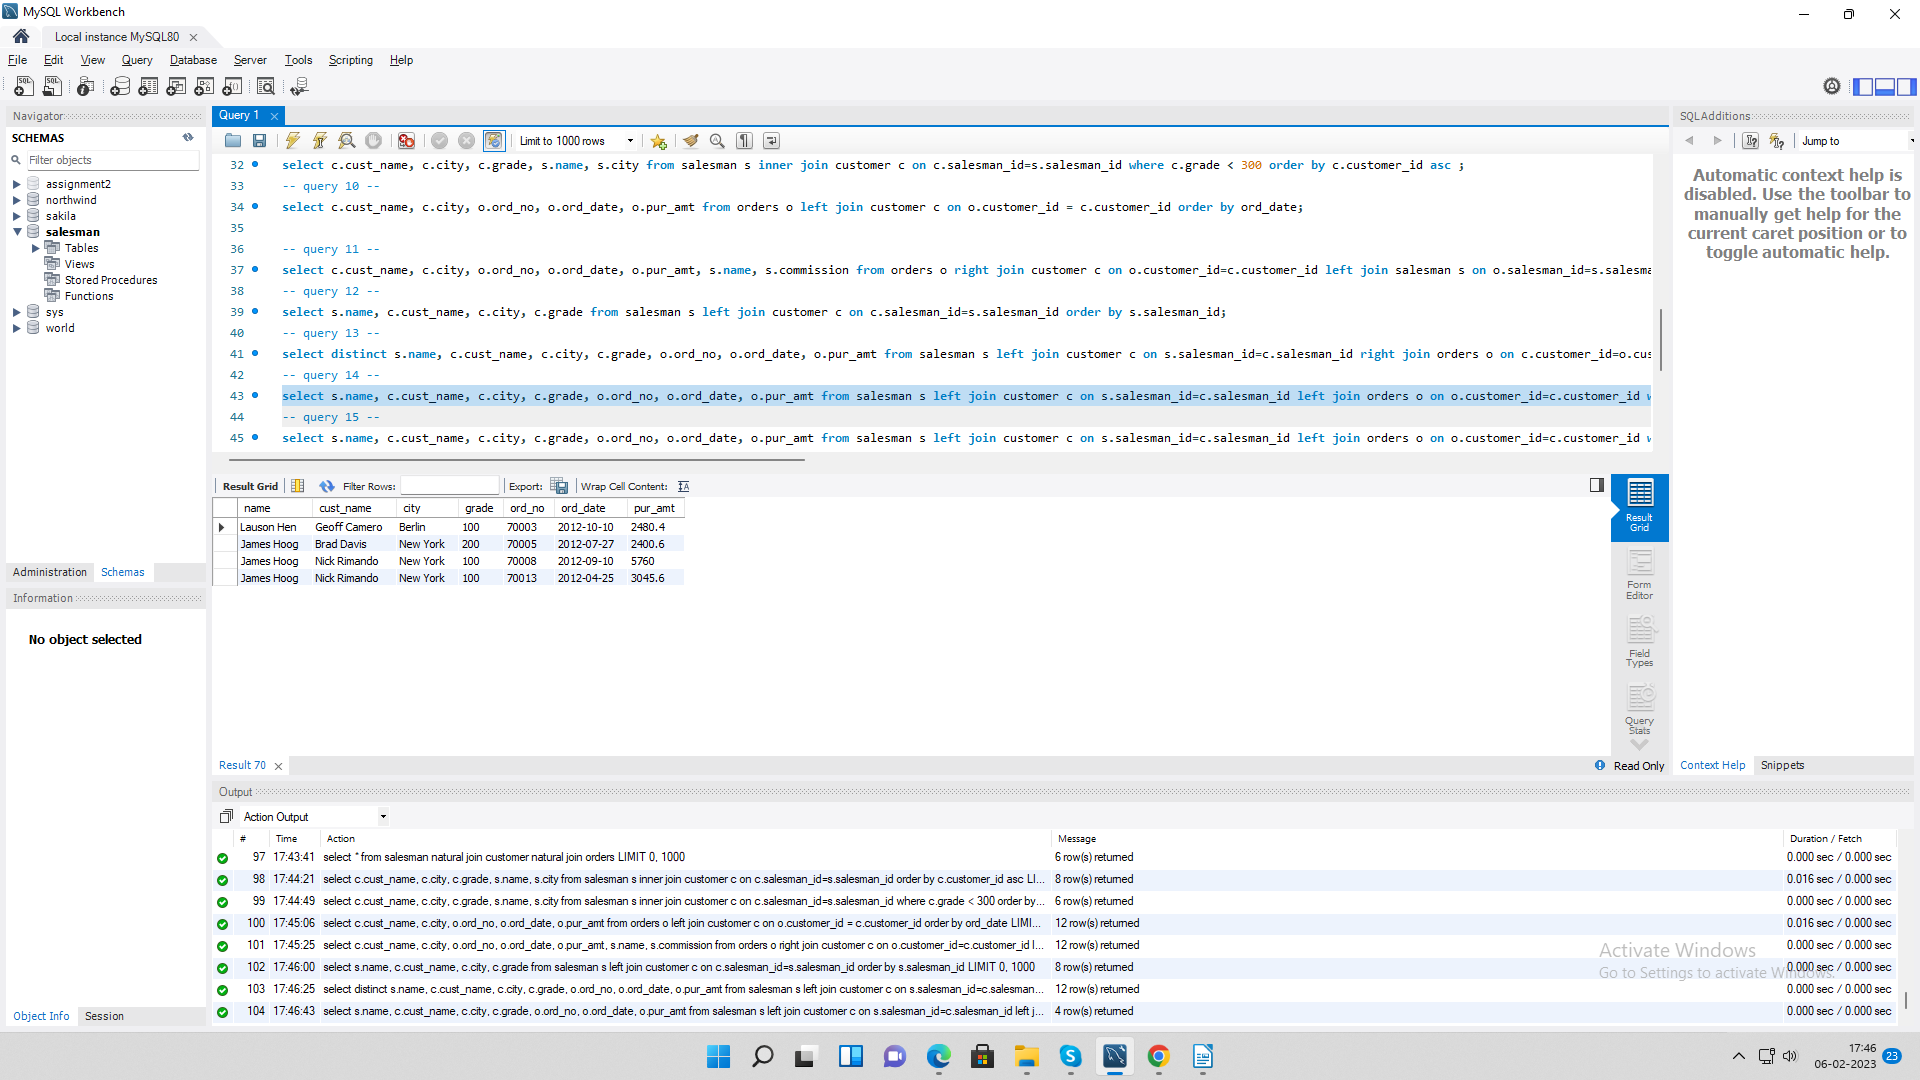 MySQL Workbench
Local instance MySQL80
File Edit View Query Database Server Tools Scripting Help
Navigator
SCHEMAS
Filter objects
assignment2
northwind
sakila
salesman
Tables
Views
Stored Procedures
Functions
sys
world
Administration Schemas
Information
No object selected
Object Info Session
Query 1
Limit to 1000 rows
32 select c.cust_name, c.city, c.grade, s.name, s.city from salesman s inner join customer c on c.salesman_id=s.salesman_id where c.grade < 300 order by c.customer_id asc ;
33 -- query 10 --
34 select c.cust_name, c.city, o.ord_no, o.ord_date, o.pur_amt from orders o left join customer c on o.customer_id = c.customer_id order by ord_date;
35
36 -- query 11 --
37 select c.cust_name, c.city, o.ord_no, o.ord_date, o.pur_amt, s.name, s.commission from orders o right join customer c on o.customer_id=c.customer_id left join salesman s on o.salesman_id=s.salesma
38 -- query 12 --
39 select s.name, c.cust_name, c.city, c.grade from salesman s left join customer c on c.salesman_id=s.salesman_id order by s.salesman_id;
40 -- query 13 --
41 select distinct s.name, c.cust_name, c.city, c.grade, o.ord_no, o.ord_date, o.pur_amt from salesman s left join customer c on s.salesman_id=c.salesman_id right join orders o on c.customer_id=o.cus
42 -- query 14 --
43 select s.name, c.cust_name, c.city, c.grade, o.ord_no, o.ord_date, o.pur_amt from salesman s left join customer c on s.salesman_id=c.salesman_id left join orders o on o.customer_id=c.customer_id w
44 -- query 15 --
45 select s.name, c.cust_name, c.city, c.grade, o.ord_no, o.ord_date, o.pur_amt from salesman s left join customer c on s.salesman_id=c.salesman_id left join orders o on o.customer_id=c.customer_id w
Result Grid Filter Rows: Export: Wrap Cell Content:
name cust_name city grade ord_no ord_date pur_amt
Lauson Hen Geoff Camero Berlin 100 70003 2012-10-10 2480.4
James Hoog Brad Davis New York 200 70005 2012-07-27 2400.6
James Hoog Nick Rimando New York 100 70008 2012-09-10 5760
James Hoog Nick Rimando New York 100 70013 2012-04-25 3045.6
Result
Grid
Form
Editor
Field
Types
Query
Stats
Result 70
Read Only
SQLAdditions
Jump to
Automatic context help is
disabled. Use the toolbar to
manually get help for the
current caret position or to
toggle automatic help.
Context Help Snippets
Output
Action Output
# Time Action Message Duration / Fetch
97 17:43:41 select * from salesman natural join customer natural join orders LIMIT 0, 1000 6 row(s) returned 0.000 sec / 0.000 sec
98 17:44:21 select c.cust_name, c.city, c.grade, s.name, s.city from salesman s inner join customer c on c.salesman_id=s.salesman_id order by c.customer_id asc LI... 8 row(s) returned 0.016 sec / 0.000 sec
99 17:44:49 select c.cust_name, c.city, c.grade, s.name, s.city from salesman s inner join customer c on c.salesman_id=s.salesman_id where c.grade < 300 order by... 6 row(s) returned 0.000 sec / 0.000 sec
100 17:45:06 select c.cust_name, c.city, o.ord_no, o.ord_date, o.pur_amt from orders o left join customer c on o.customer_id = c.customer_id order by ord_date LIMI... 12 row(s) returned 0.016 sec / 0.000 sec
101 17:45:25 select c.cust_name, c.city, o.ord_no, o.ord_date, o.pur_amt, s.name, s.commission from orders o right join customer c on o.customer_id=c.customer_id l... 12 row(s) returned 0.000 sec / 0.000 sec
102 17:46:00 select s.name, c.cust_name, c.city, c.grade from salesman s left join customer c on c.salesman_id=s.salesman_id order by s.salesman_id LIMIT 0, 1000 8 row(s) returned 0.000 sec / 0.000 sec
103 17:46:25 select distinct s.name, c.cust_name, c.city, c.grade, o.ord_no, o.ord_date, o.pur_amt from salesman s left join customer c on s.salesman_id=c.salesman... 12 row(s) returned 0.000 sec / 0.000 sec
104 17:46:43 select s.name, c.cust_name, c.city, c.grade, o.ord_no, o.ord_date, o.pur_amt from salesman s left join customer c on s.salesman_id=c.salesman_id left j... 4 row(s) returned 0.000 sec / 0.000 sec
Activate Windows
Go to Settings to activate Windows.
17:46
06-02-2023
23